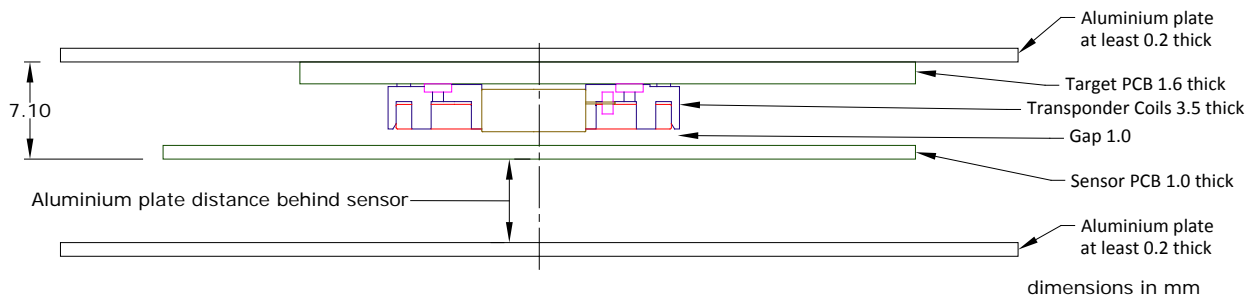 Aluminium plate
at least 0.2 thick
Target PCB 1.6 thick
7.10
Transponder Coils 3.5 thick
Gap 1.0
Sensor PCB 1.0 thick
Aluminium plate distance behind sensor
Aluminium plate
at least 0.2 thick
dimensions in mm